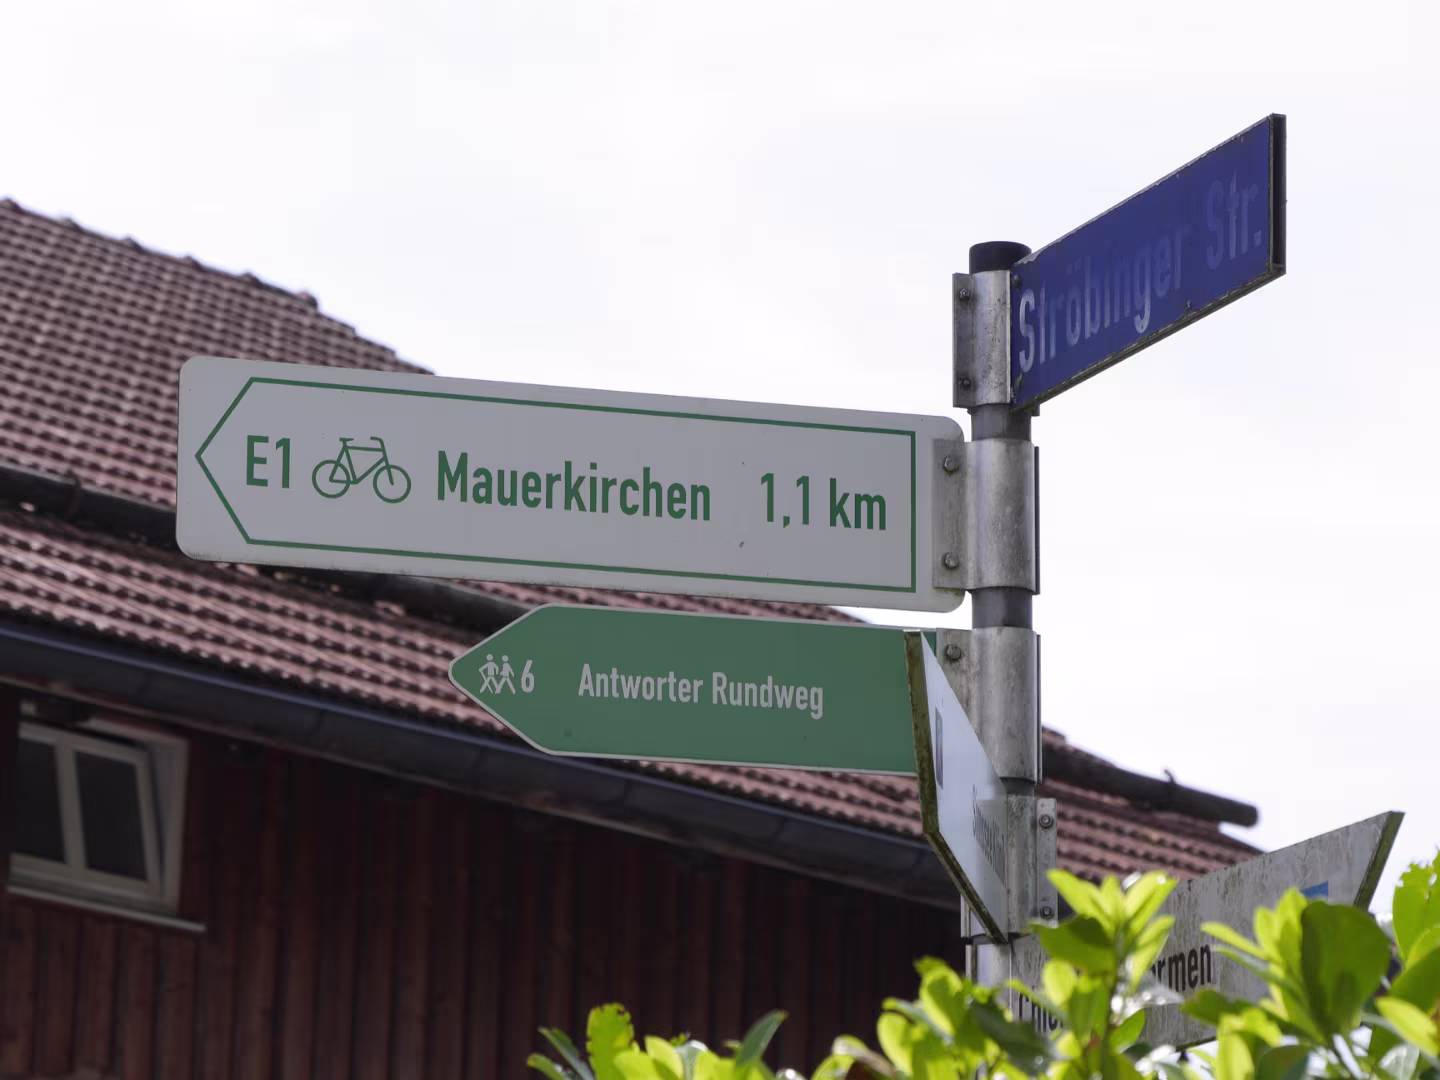 Ströbinger Str.
E1 Mauerkirchen 1,1 km
6 Antworter Rundweg